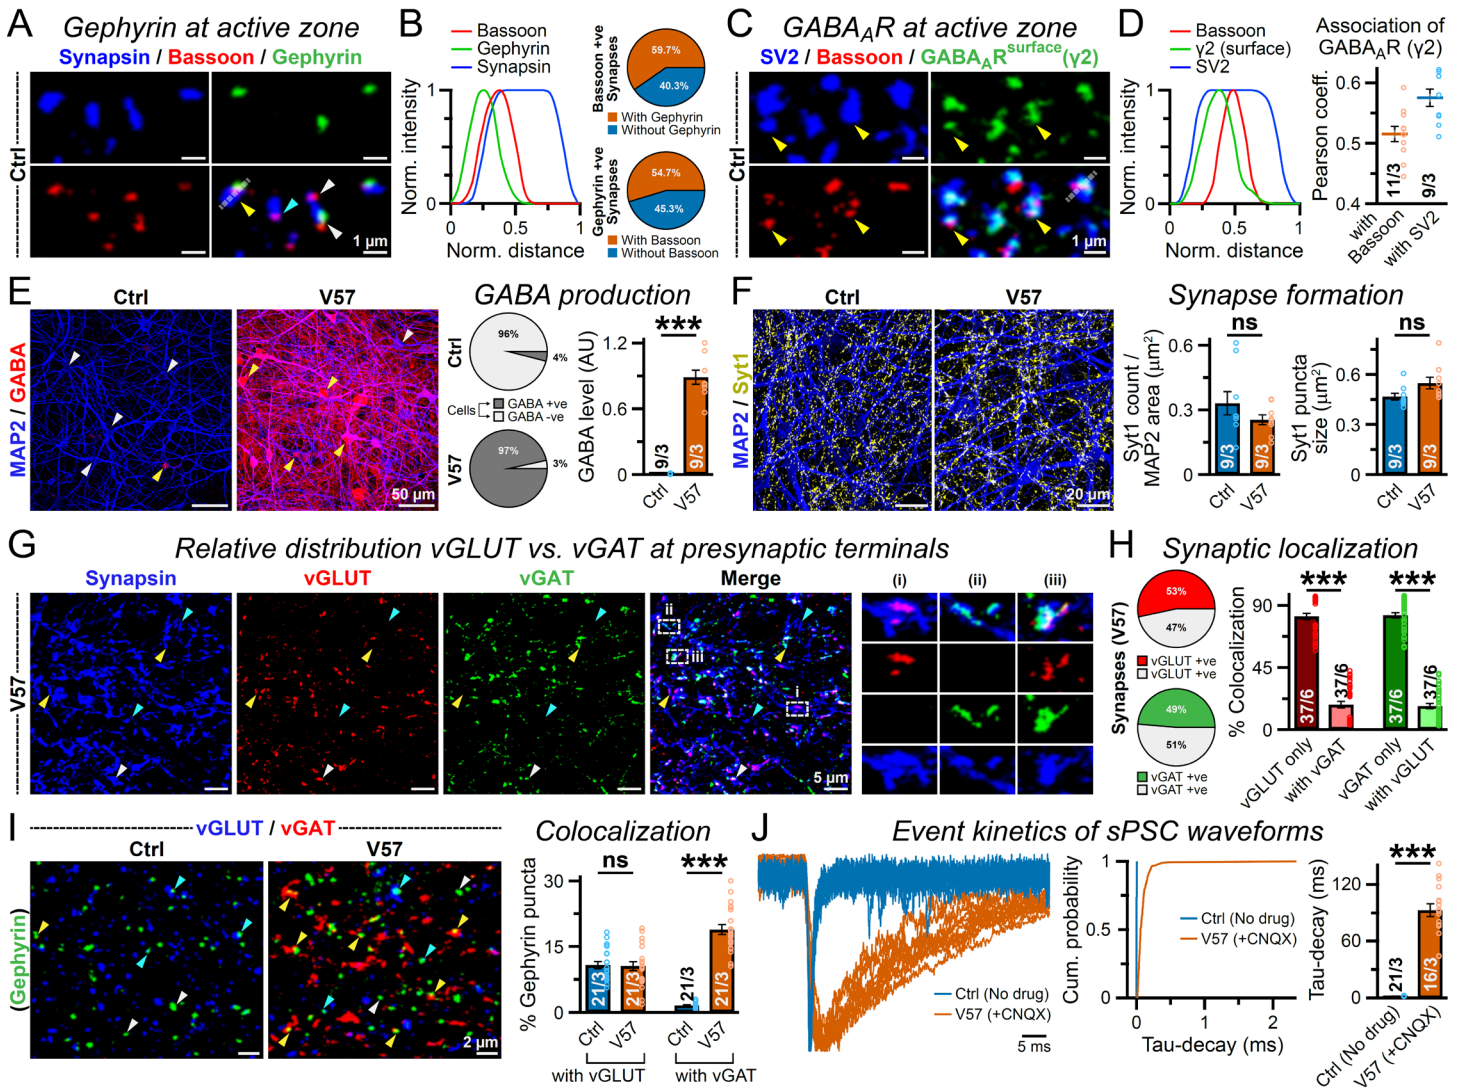 A Gephyrin at active zone
Synapsin / Bassoon / Gephyrin
Ctrl
1 µm
B
Bassoon
Gephyrin
Synapsin
Norm. intensity
1
0
0 0.5 1
Norm. distance
Bassoon +ve
Synapses
59.7%
40.3%
With Gephyrin
Without Gephyrin
Gephyrin +ve
Synapses
54.7%
45.3%
With Bassoon
Without Bassoon
C GABAAR at active zone
SV2 / Bassoon / GABAARsurface(γ2)
Ctrl
1 µm
D
Bassoon
γ2 (surface)
SV2
Norm. intensity
1
0
0 0.5 1
Norm. distance
Association of
GABAAR (γ2)
Pearson coeff.
0.6
0.5
0.4
11/3
9/3
with
Bassoon
with SV2
E
Ctrl V57
MAP2 / GABA
50 µm
GABA production
Ctrl
96%
4%
Cells
GABA +ve
GABA -ve
V57
97%
3%
GABA level (AU)
1.2
0.6
0
***
9/3
9/3
Ctrl
V57
F
Ctrl V57
MAP2 / Syt1
20 µm
Synapse formation
Syt1 count /
MAP2 area (µm2)
0.6
0.3
0
ns
9/3
9/3
Ctrl
V57
Syt1 puncta
size (µm2)
0.6
0.3
0
ns
9/3
9/3
Ctrl
V57
G Relative distribution vGLUT vs. vGAT at presynaptic terminals
Synapsin vGLUT vGAT Merge (i) (ii) (iii)
V57
ii
iii
i
5 µm
H Synaptic localization
Synapses (V57)
53%
47%
vGLUT +ve
vGLUT +ve
49%
51%
vGAT +ve
vGAT +ve
% Colocalization
90
45
0
*** ***
37/6
37/6
37/6
37/6
vGLUT only
with vGAT
vGAT only
with vGLUT
I
vGLUT / vGAT
Ctrl V57
(Gephyrin)
2 µm
Colocalization
% Gephyrin puncta
30
15
0
ns ***
21/3
21/3
21/3
21/3
Ctrl
V57
Ctrl
V57
with vGLUT with vGAT
J Event kinetics of sPSC waveforms
Ctrl (No drug)
V57 (+CNQX)
5 ms
Cum. probability
1
0.5
0
Ctrl (No drug)
V57 (+CNQX)
0 1 2
Tau-decay (ms)
Tau-decay (ms)
120
60
0
***
21/3
16/3
Ctrl (No drug)
V57 (+CNQX)